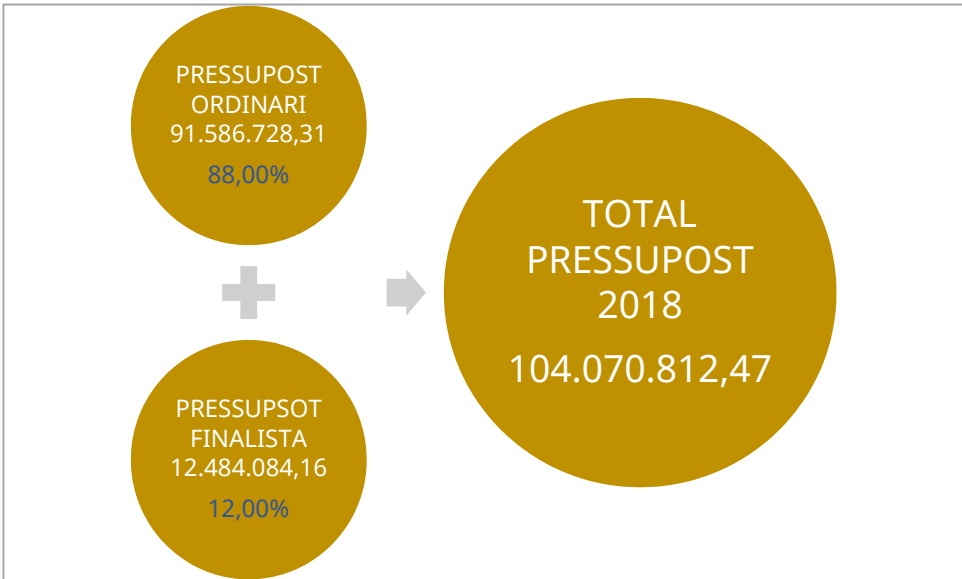 PRESSUPOST
ORDINARI
91.586.728,31
88,00%
PRESSUPSOT
FINALISTA
12.484.084,16
12,00%
TOTAL
PRESSUPOST
2018
104.070.812,47